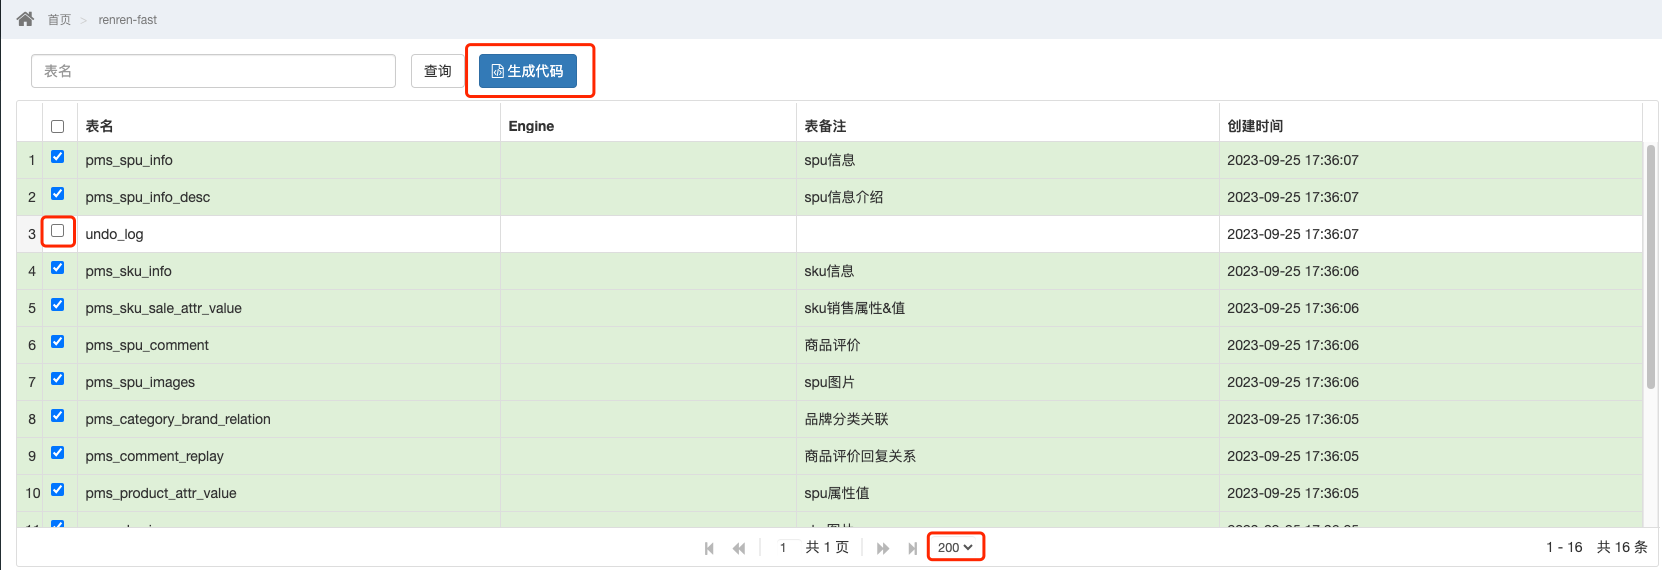 首页 > renren-fast
表名 查询 生成代码
表名 Engine 表备注 创建时间
1 pms_spu_info spu信息 2023-09-25 17:36:07
2 pms_spu_info_desc spu信息介绍 2023-09-25 17:36:07
3 undo_log 2023-09-25 17:36:07
4 pms_sku_info sku信息 2023-09-25 17:36:06
5 pms_sku_sale_attr_value sku销售属性&值 2023-09-25 17:36:06
6 pms_spu_comment 商品评价 2023-09-25 17:36:06
7 pms_spu_images spu图片 2023-09-25 17:36:06
8 pms_category_brand_relation 品牌分类关联 2023-09-25 17:36:05
9 pms_comment_replay 商品评价回复关系 2023-09-25 17:36:05
10 pms_product_attr_value spu属性值 2023-09-25 17:36:05
1 共 1 页 200 1 - 16 共 16 条